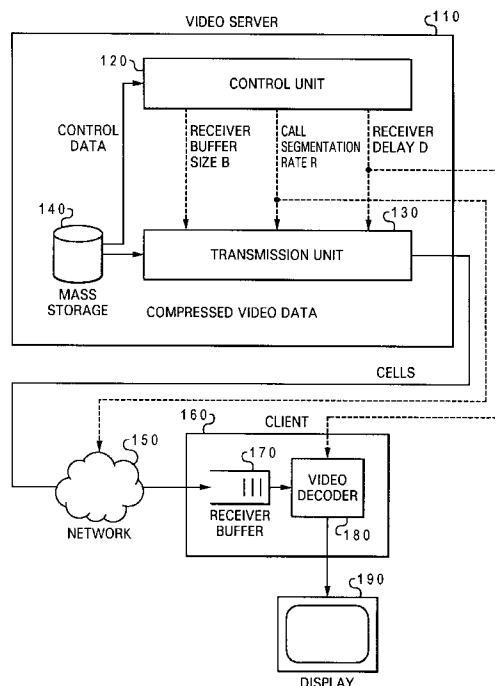 VIDEO SERVER
110
120
CONTROL UNIT
CONTROL
DATA
RECEIVER
BUFFER
SIZE B
CALL
SEGMENTATION
RATE R
RECEIVER
DELAY D
140
130
TRANSMISSION UNIT
MASS
STORAGE
COMPRESSED VIDEO DATA
CELLS
160
CLIENT
150
170
VIDEO
DECODER
NETWORK
RECEIVER
BUFFER
180
190
DISPLAY